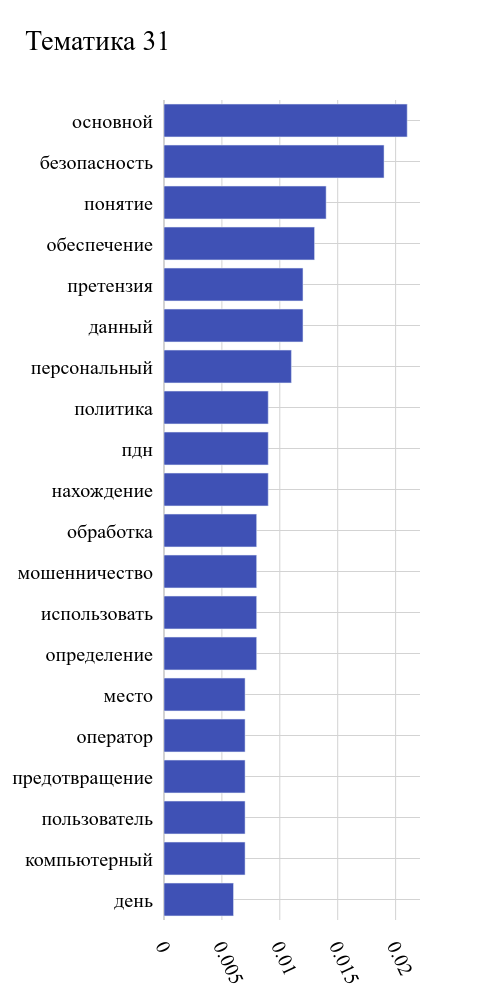 Тематика 31
основной
безопасность
понятие
обеспечение
претензия
данный
персональный
политика
пдн
нахождение
обработка
мошенничество
использовать
определение
место
оператор
предотвращение
пользователь
компьютерный
день
0
0.005
0.01
0.015
0.02